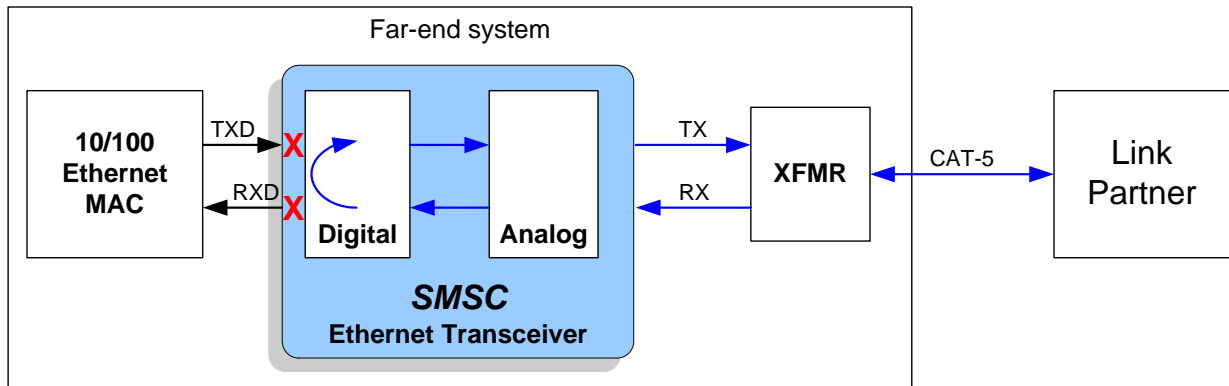 Far-end system
10/100
Ethernet
MAC
TXD
RXD
X
X
Digital
Analog
SMSC
Ethernet Transceiver
TX
RX
XFMR
CAT-5
Link
Partner